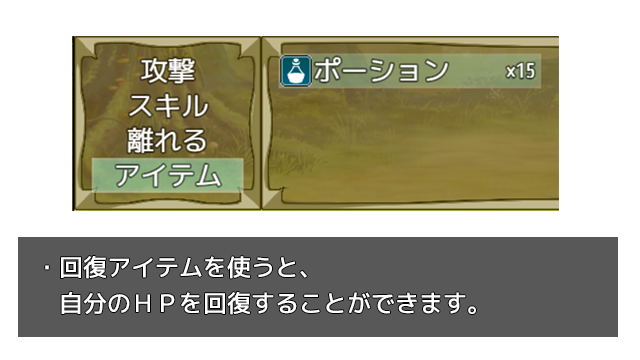 攻撃
スキル
離れる
アイテム
ポーション x15
・回復アイテムを使うと、
自分のＨＰを回復することができます。